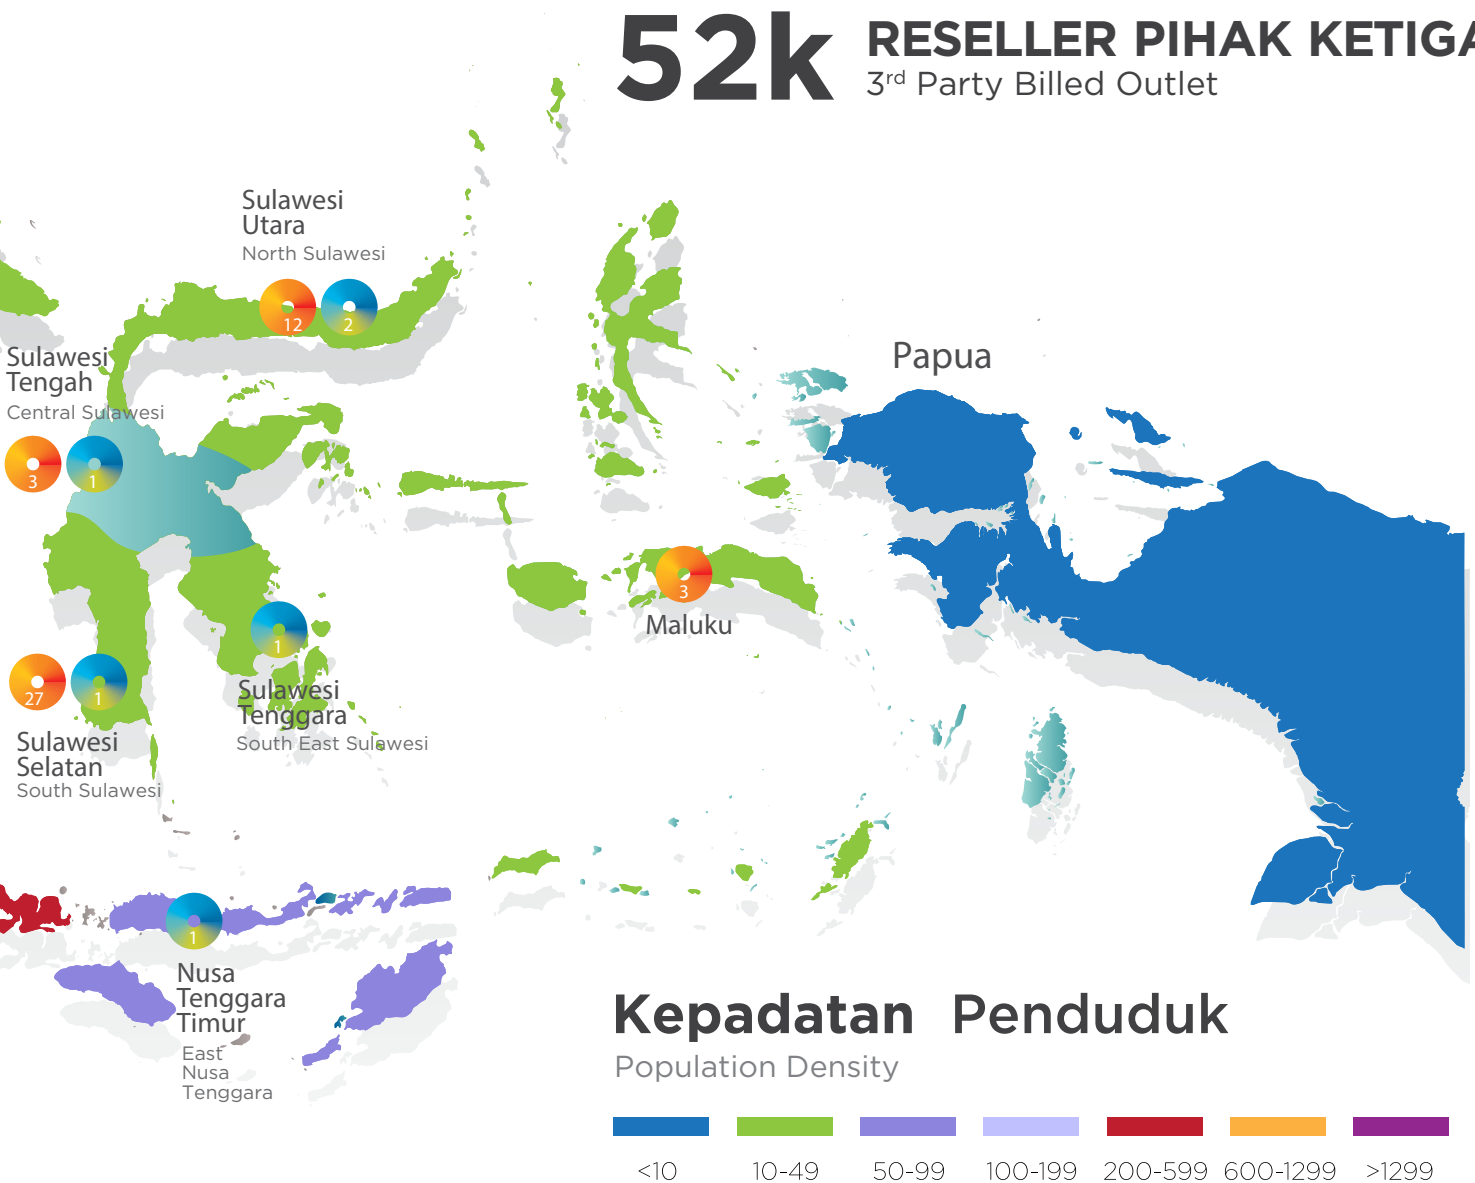 52k
RESELLER PIHAK KETIGA
3rd Party Billed Outlet
Sulawesi
Utara
North Sulawesi
12
2
Sulawesi
Tengah
Central Sulawesi
3
1
Papua
3
Maluku
1
Sulawesi
Tenggara
South East Sulawesi
27
1
Sulawesi
Selatan
South Sulawesi
1
Nusa
Tenggara
Timur
East
Nusa
Tenggara
Kepadatan Penduduk
Population Density
<10 10-49 50-99 100-199 200-599 600-1299 >1299